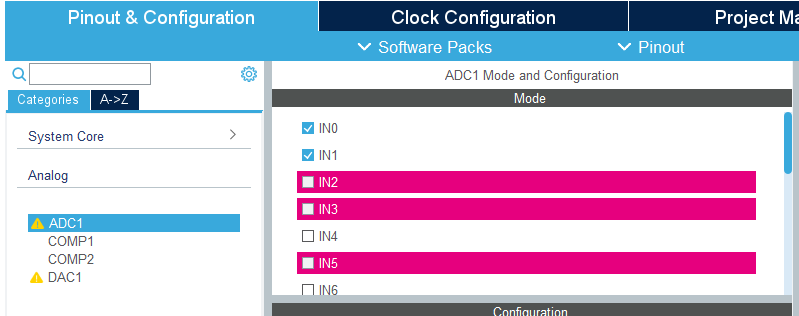 Pinout & Configuration
Clock Configuration
Project Ma
Software Packs
Pinout
Categories
A->Z
System Core
Analog
ADC1
COMP1
COMP2
DAC1
ADC1 Mode and Configuration
Mode
IN0
IN1
IN2
IN3
IN4
IN5
IN6
Configuration